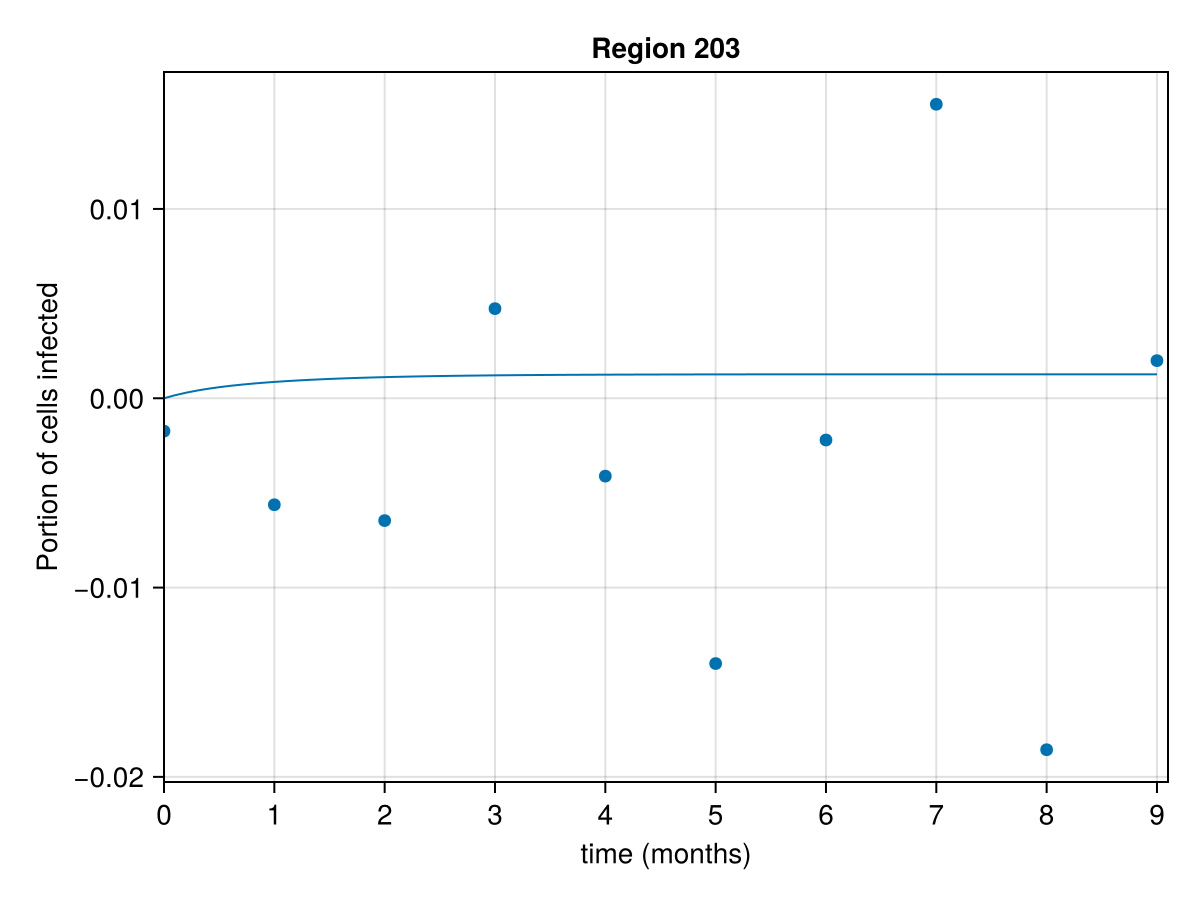 Region 203
Portion of cells infected
0.01
0.00
−0.01
−0.02
0 1 2 3 4 5 6 7 8 9
time (months)